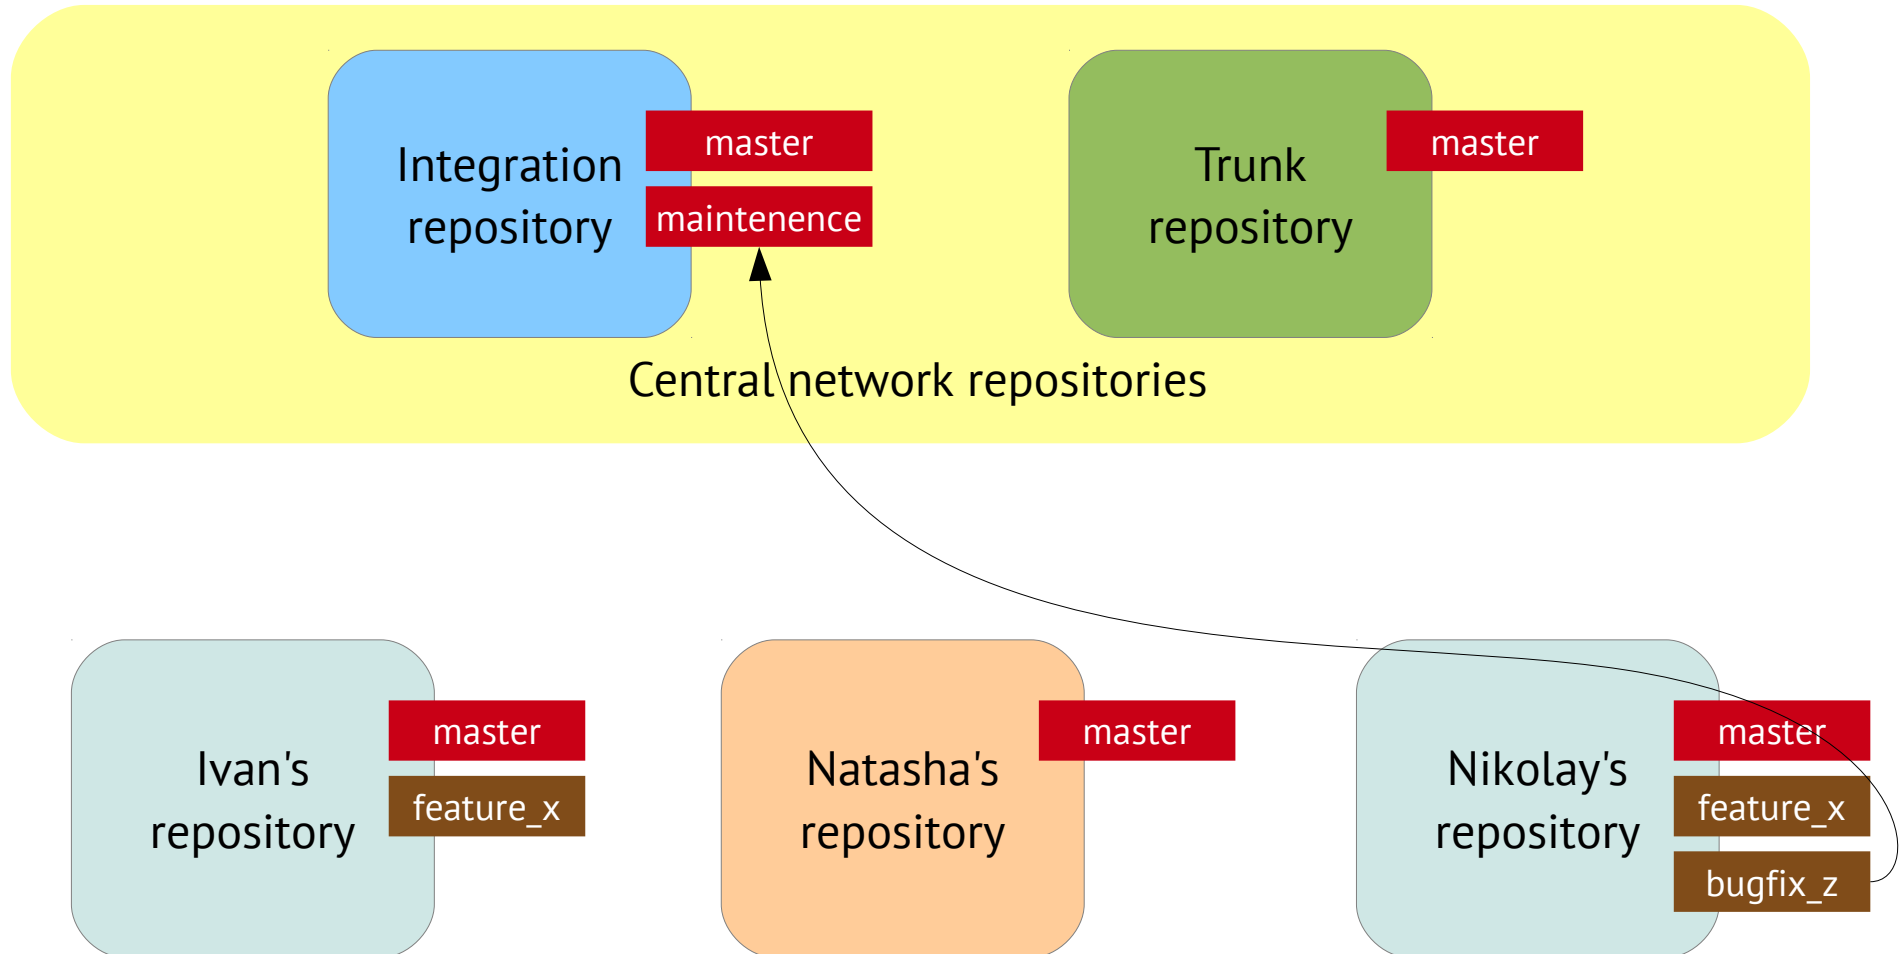 Integration
repository
master
maintenence
Trunk
repository
master
Central network repositories
Ivan's
repository
master
feature_x
Natasha's
repository
master
Nikolay's
repository
master
feature_x
bugfix_z